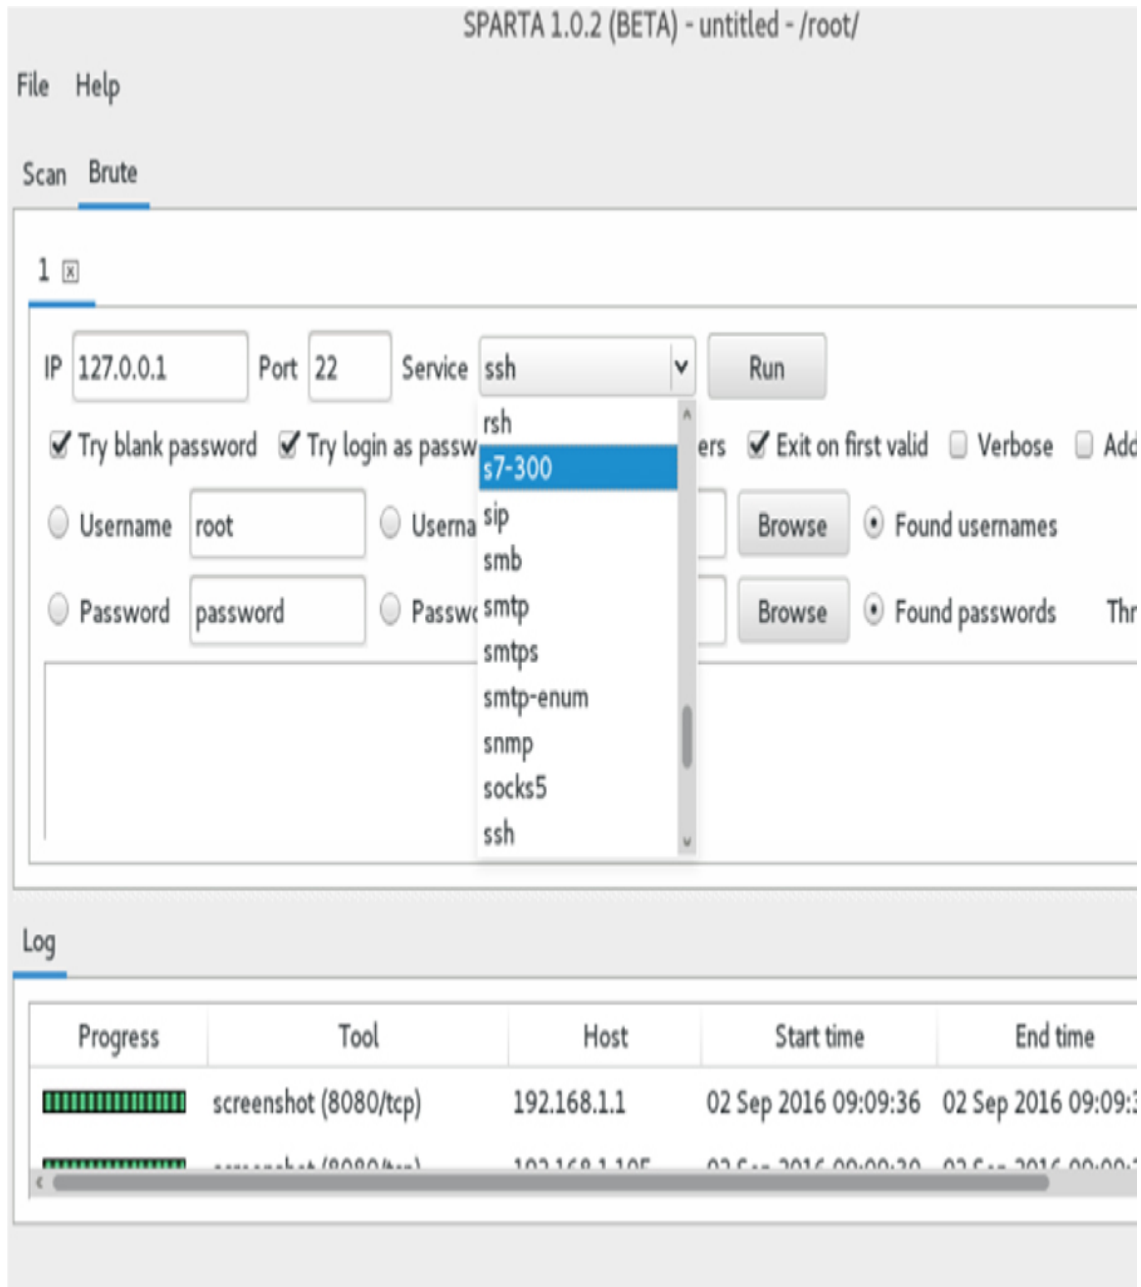 SPARTA 1.0.2 (BETA) - untitled - /root/
File Help
Scan Brute
1
IP 127.0.0.1 Port 22 Service ssh Run
rsh
Try blank password Try login as passw ers Exit on first valid Verbose Add
s7-300
sip
Username root Userna Browse Found usernames
smb
Password password Passwo Browse Found passwords Thr
smtp
smtps
smtp-enum
snmp
socks5
ssh
Log
Progress Tool Host Start time End time
screenshot (8080/tcp) 192.168.1.1 02 Sep 2016 09:09:36 02 Sep 2016 09:09:3